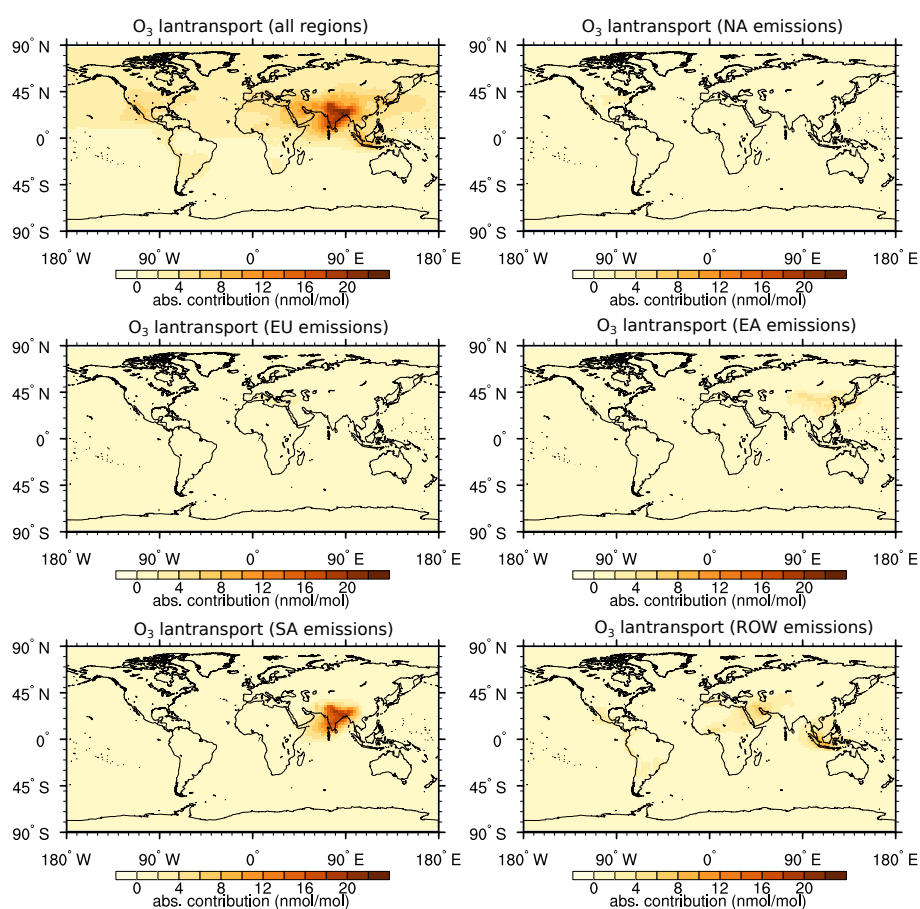 O₃ lantransport (all regions)
90° N
45° N
0°
45° S
90° S
180° W 90° W 0° 90° E 180° E
0 4 8 12 16 20
abs. contribution (nmol/mol)
O₃ lantransport (NA emissions)
90° N
45° N
0°
45° S
90° S
180° W 90° W 0° 90° E 180° E
0 4 8 12 16 20
abs. contribution (nmol/mol)
O₃ lantransport (EU emissions)
90° N
45° N
0°
45° S
90° S
180° W 90° W 0° 90° E 180° E
0 4 8 12 16 20
abs. contribution (nmol/mol)
O₃ lantransport (EA emissions)
90° N
45° N
0°
45° S
90° S
180° W 90° W 0° 90° E 180° E
0 4 8 12 16 20
abs. contribution (nmol/mol)
O₃ lantransport (SA emissions)
90° N
45° N
0°
45° S
90° S
180° W 90° W 0° 90° E 180° E
0 4 8 12 16 20
abs. contribution (nmol/mol)
O₃ lantransport (ROW emissions)
90° N
45° N
0°
45° S
90° S
180° W 90° W 0° 90° E 180° E
0 4 8 12 16 20
abs. contribution (nmol/mol)